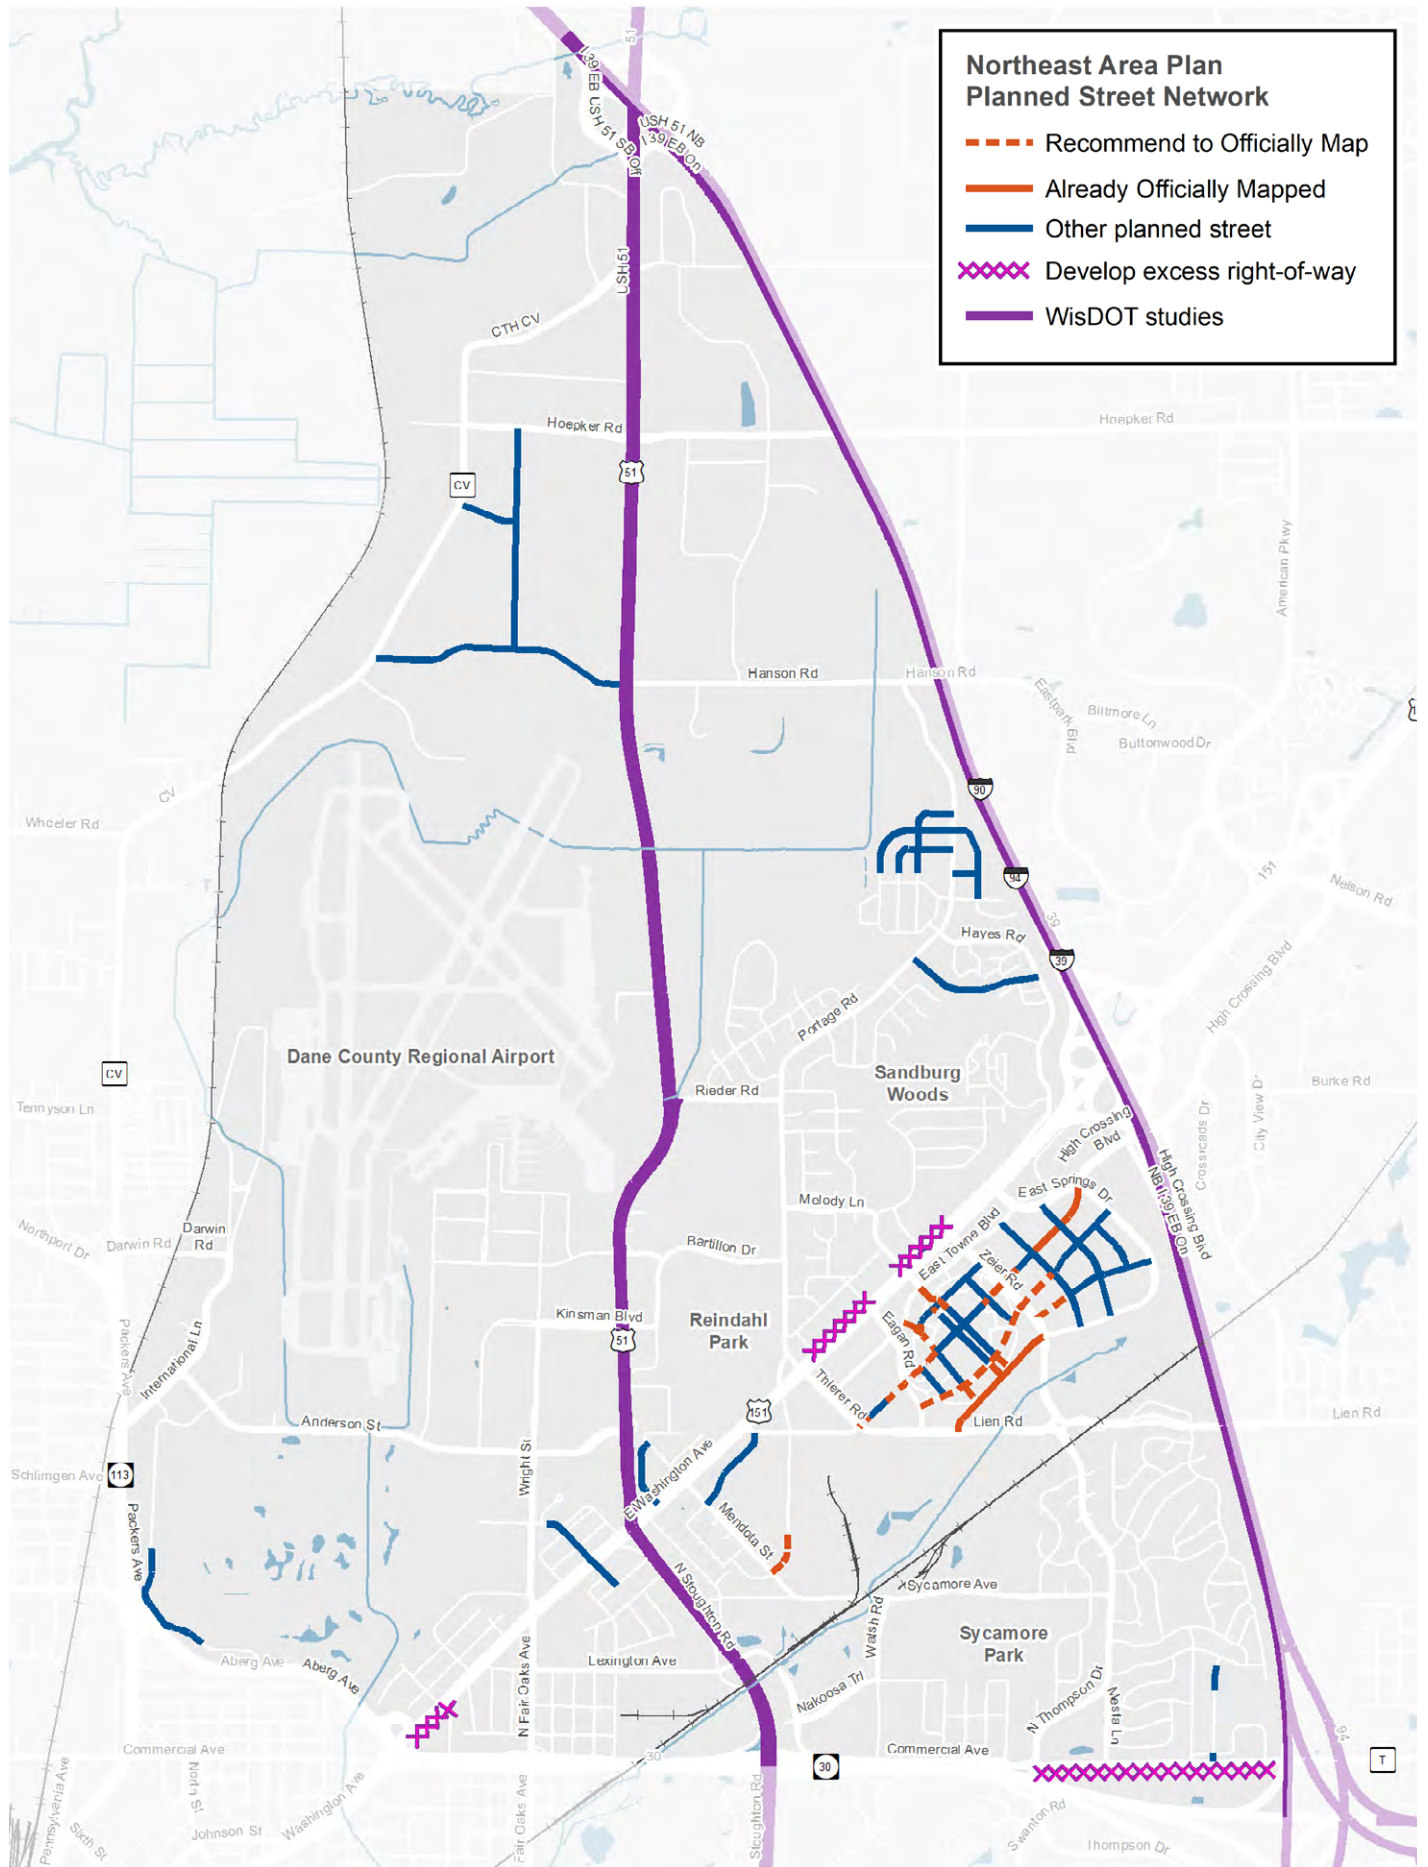 Northeast Area Plan
Planned Street Network
Recommend to Officially Map
Already Officially Mapped
Other planned street
Develop excess right-of-way
WisDOT studies
51
I 39 EB USH 51 SB Off
USH 51 NB
I 39 EB On
USH 51
CTH CV
Hoepker Rd
Hoepker Rd
51
CV
American Pkwy
Hanson Rd
Hanson Rd
Eastpark Blvd
Biltmore Ln
Buttonwood Dr
CV
90
Wheeler Rd
94
151
Nelson Rd
39
Hayes Rd
39
High Crossing Blvd
Portage Rd
Dane County Regional Airport
Sandburg
Woods
CV
Rieder Rd
Burke Rd
Tennyson Ln
City View Dr
Crossroads Dr
High Crossing
Blvd
High Crossing Blvd
NB I 39 EB On
East Springs Dr
Melody Ln
Northport Dr
Darwin Rd
Darwin
Rd
East Towne Blvd
Bartillon Dr
Zeier Rd
Kinsman Blvd
51
Reindahl
Park
Eagan Rd
Packers Ave
International Ln
Thierer Rd
151
Lien Rd
Lien Rd
Anderson St
Wright St
E Washington Ave
Schlimgen Ave
113
Packers Ave
Mendota St
N Stoughton Rd
Sycamore Ave
Walsh Rd
Sycamore
Park
Aberg Ave
Aberg Ave
Lexington Ave
Nakoosa Trl
N Fair Oaks Ave
N Thompson Dr
Mesta Ln
94
Commercial Ave
30
30
Commercial Ave
T
Pennsylvania Ave
North St
Sixth St
Johnson St
Washington Ave
Fair Oaks Ave
Stoughton Rd
Swanton Rd
Thompson Dr